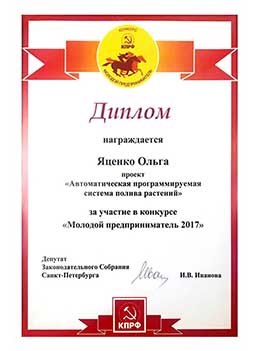 КОНКУРС
КПРФ
МОЛОДОЙ ПРЕДПРИНИМАТЕЛЬ
Диплом
награждается
Яценко Ольга
проект
«Автоматическая программируемая
система полива растений»
за участие в конкурсе
«Молодой предприниматель 2017»
Депутат
Законодательного Собрания
Санкт-Петербурга
И.В. Иванова
КПРФ